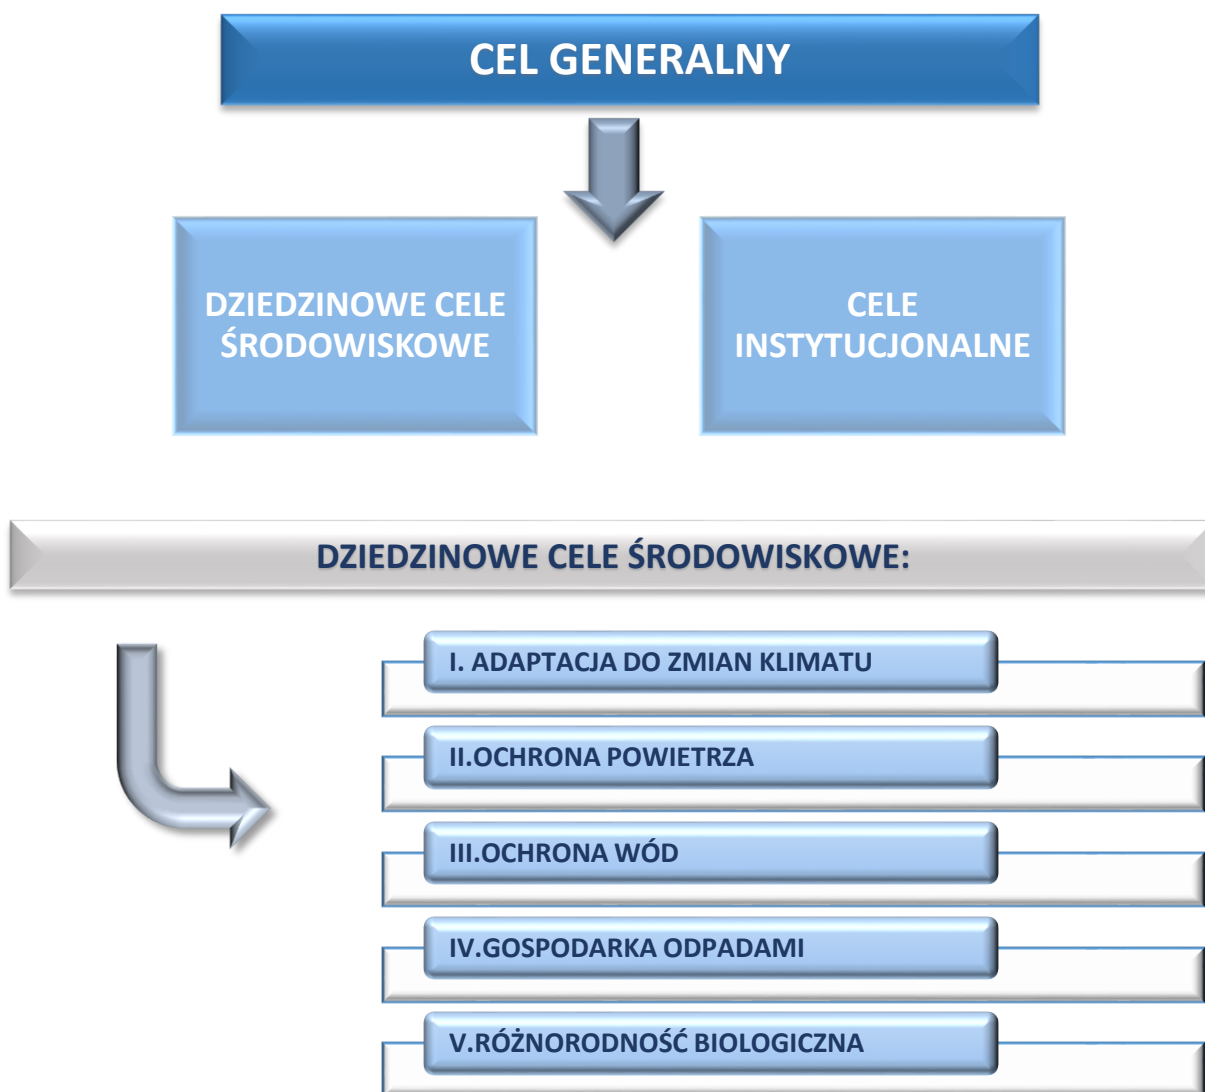 CEL GENERALNY
DZIEDZINOWE CELE
ŚRODOWISKOWE
CELE
INSTYTUCJONALNE
DZIEDZINOWE CELE ŚRODOWISKOWE:
I. ADAPTACJA DO ZMIAN KLIMATU
II.OCHRONA POWIETRZA
III.OCHRONA WÓD
IV.GOSPODARKA ODPADAMI
V.RÓŻNORODNOŚĆ BIOLOGICZNA